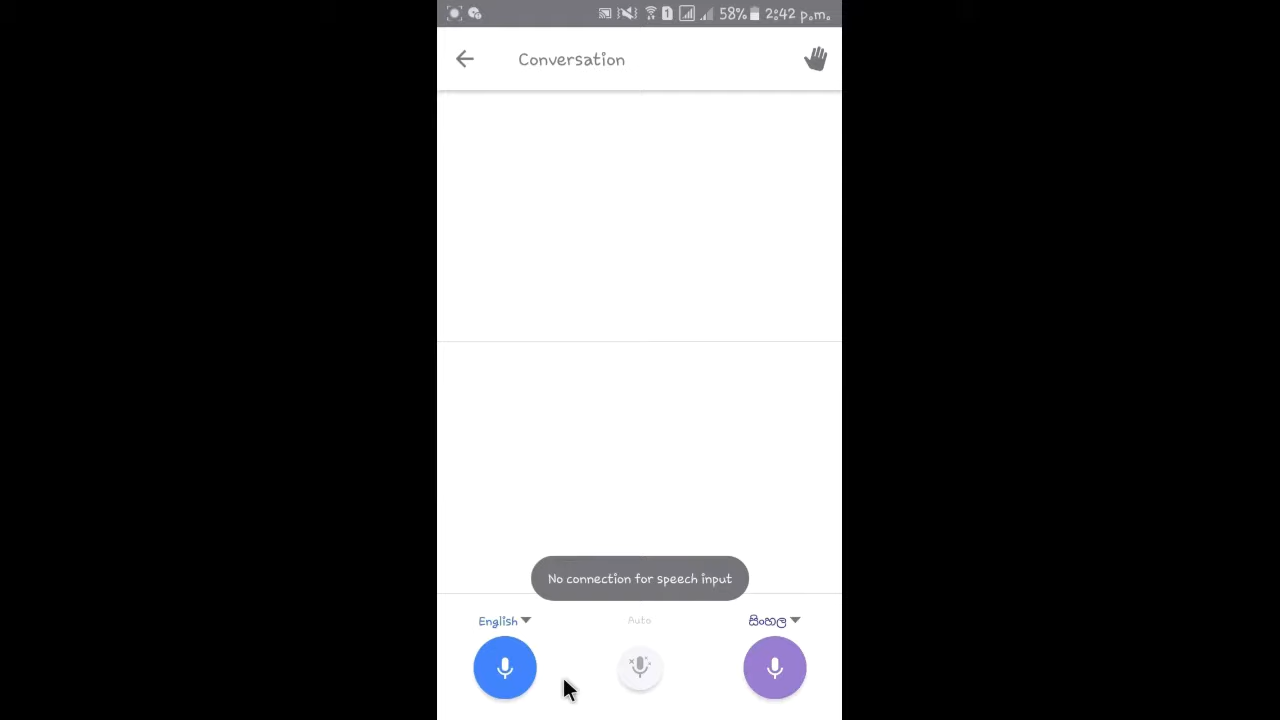 58% 2:42 p.m.
Conversation
No connection for speech input
English
Auto
සිංහල